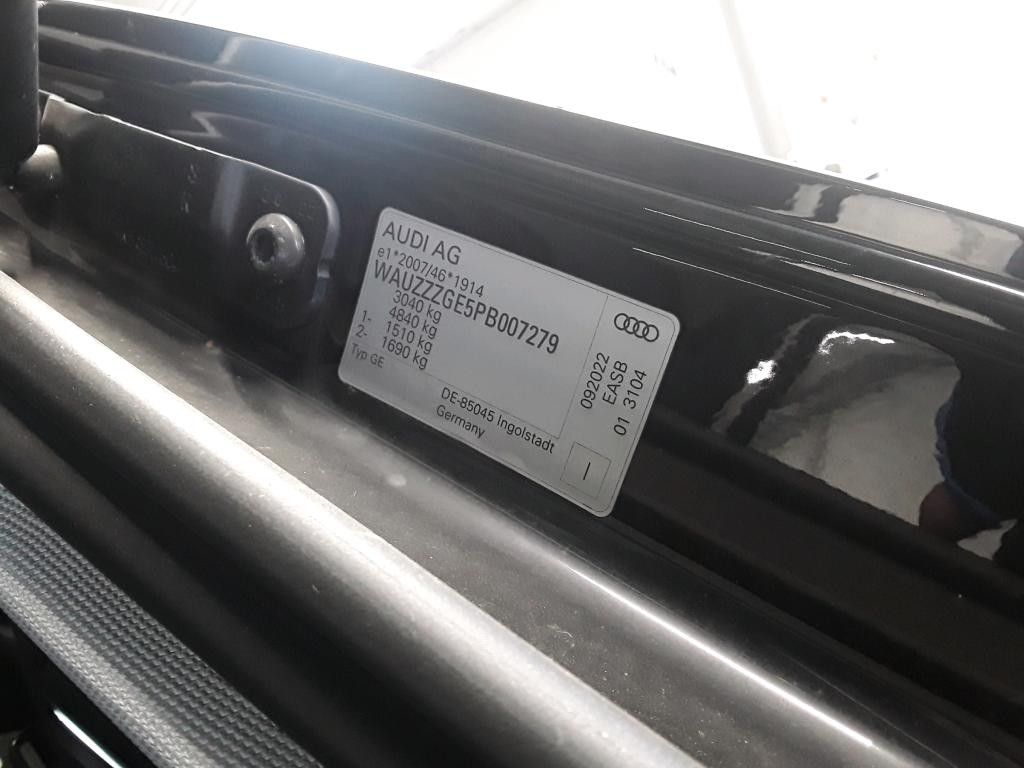 AUDI AG
e1*2007/46*1914
WAUZZZGE5PB007279
3040 kg
4840 kg
1- 1510 kg
2- 1690 kg
Typ GE
DE-85045 Ingolstadt
Germany
092022
EASB
01 3104
I